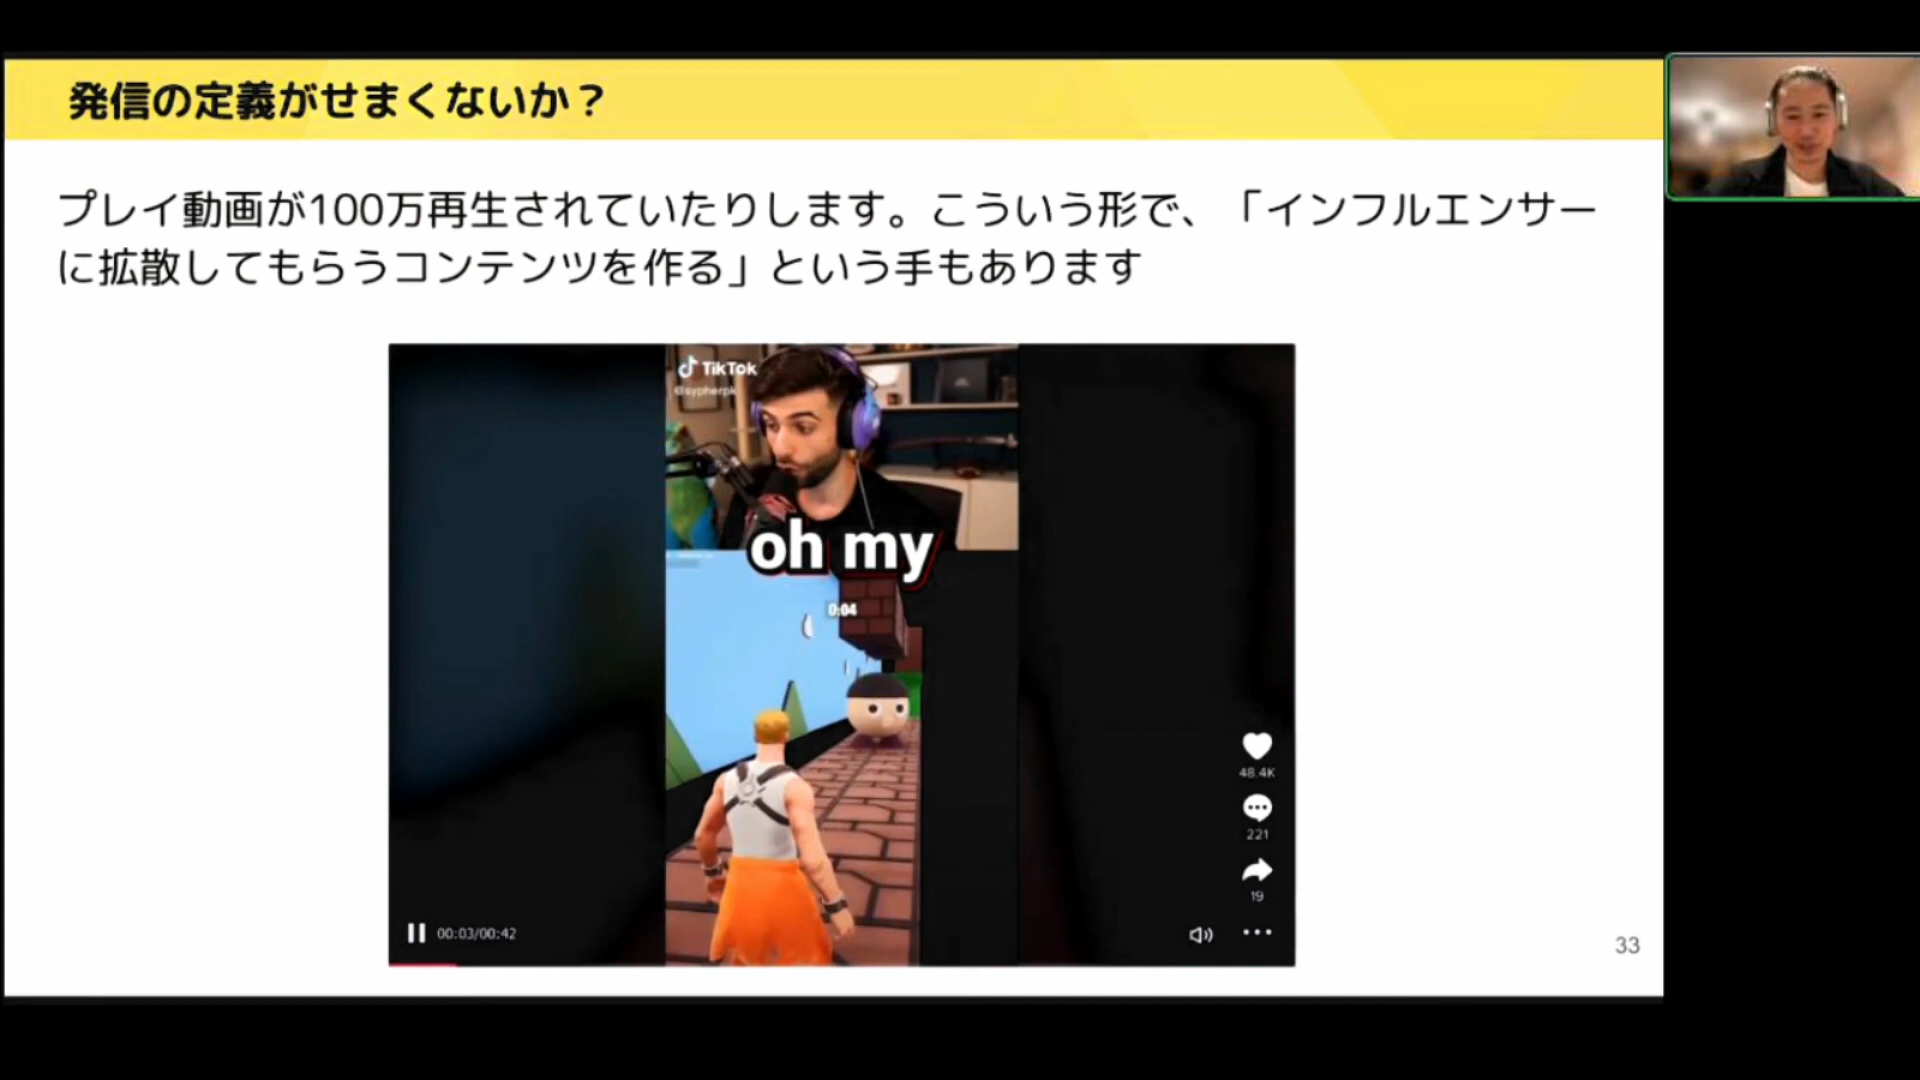 発信の定義がせまくないか？
プレイ動画が100万再生されていたりします。こういう形で、「インフルエンサー
に拡散してもらうコンテンツを作る」という手もあります
TikTok
@sypherpk
oh my
0:04
48.4K
221
19
00:03/00:42
33